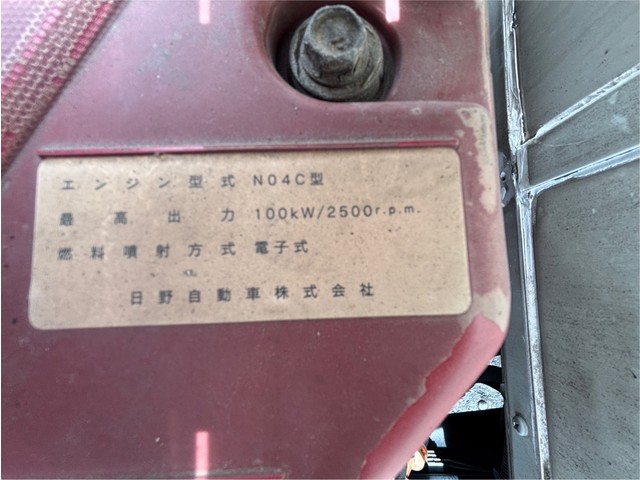 エンジン型式 N04C型
最高出力 100kW/2500r.p.m.
燃料噴射方式 電子式
日野自動車株式会社